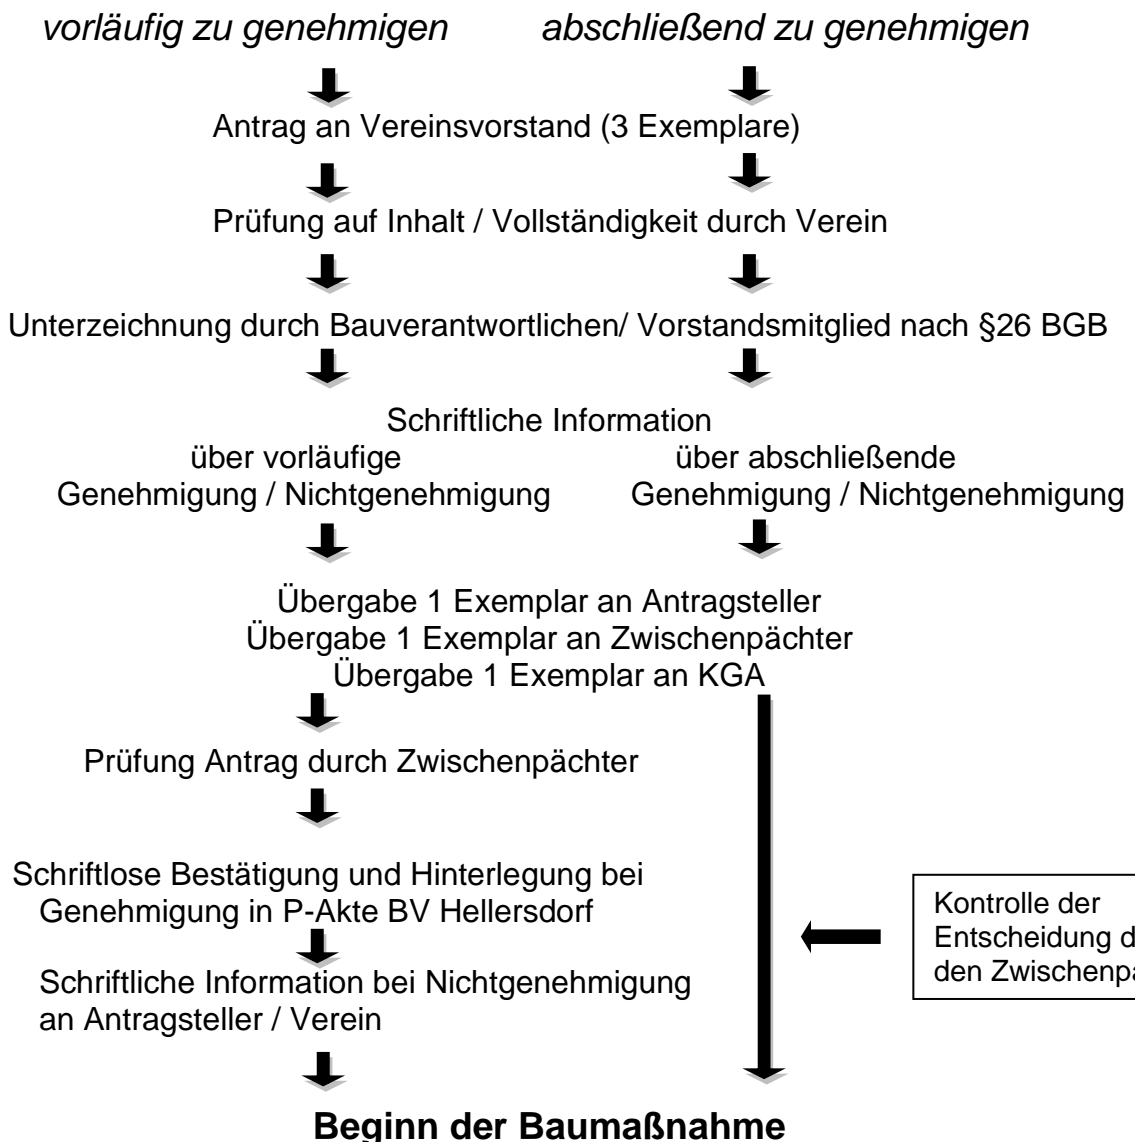 vorläufig zu genehmigen abschließend zu genehmigen
Antrag an Vereinsvorstand (3 Exemplare)
Prüfung auf Inhalt / Vollständigkeit durch Verein
Unterzeichnung durch Bauverantwortlichen/ Vorstandsmitglied nach §26 BGB
Schriftliche Information
über vorläufige
Genehmigung / Nichtgenehmigung
über abschließende
Genehmigung / Nichtgenehmigung
Übergabe 1 Exemplar an Antragsteller
Übergabe 1 Exemplar an Zwischenpächter
Übergabe 1 Exemplar an KGA
Prüfung Antrag durch Zwischenpächter
Schriftlose Bestätigung und Hinterlegung bei
Genehmigung in P-Akte BV Hellersdorf
Schriftliche Information bei Nichtgenehmigung
an Antragsteller / Verein
Kontrolle der
Entscheidung
den
Beginn der Baumaßnahme